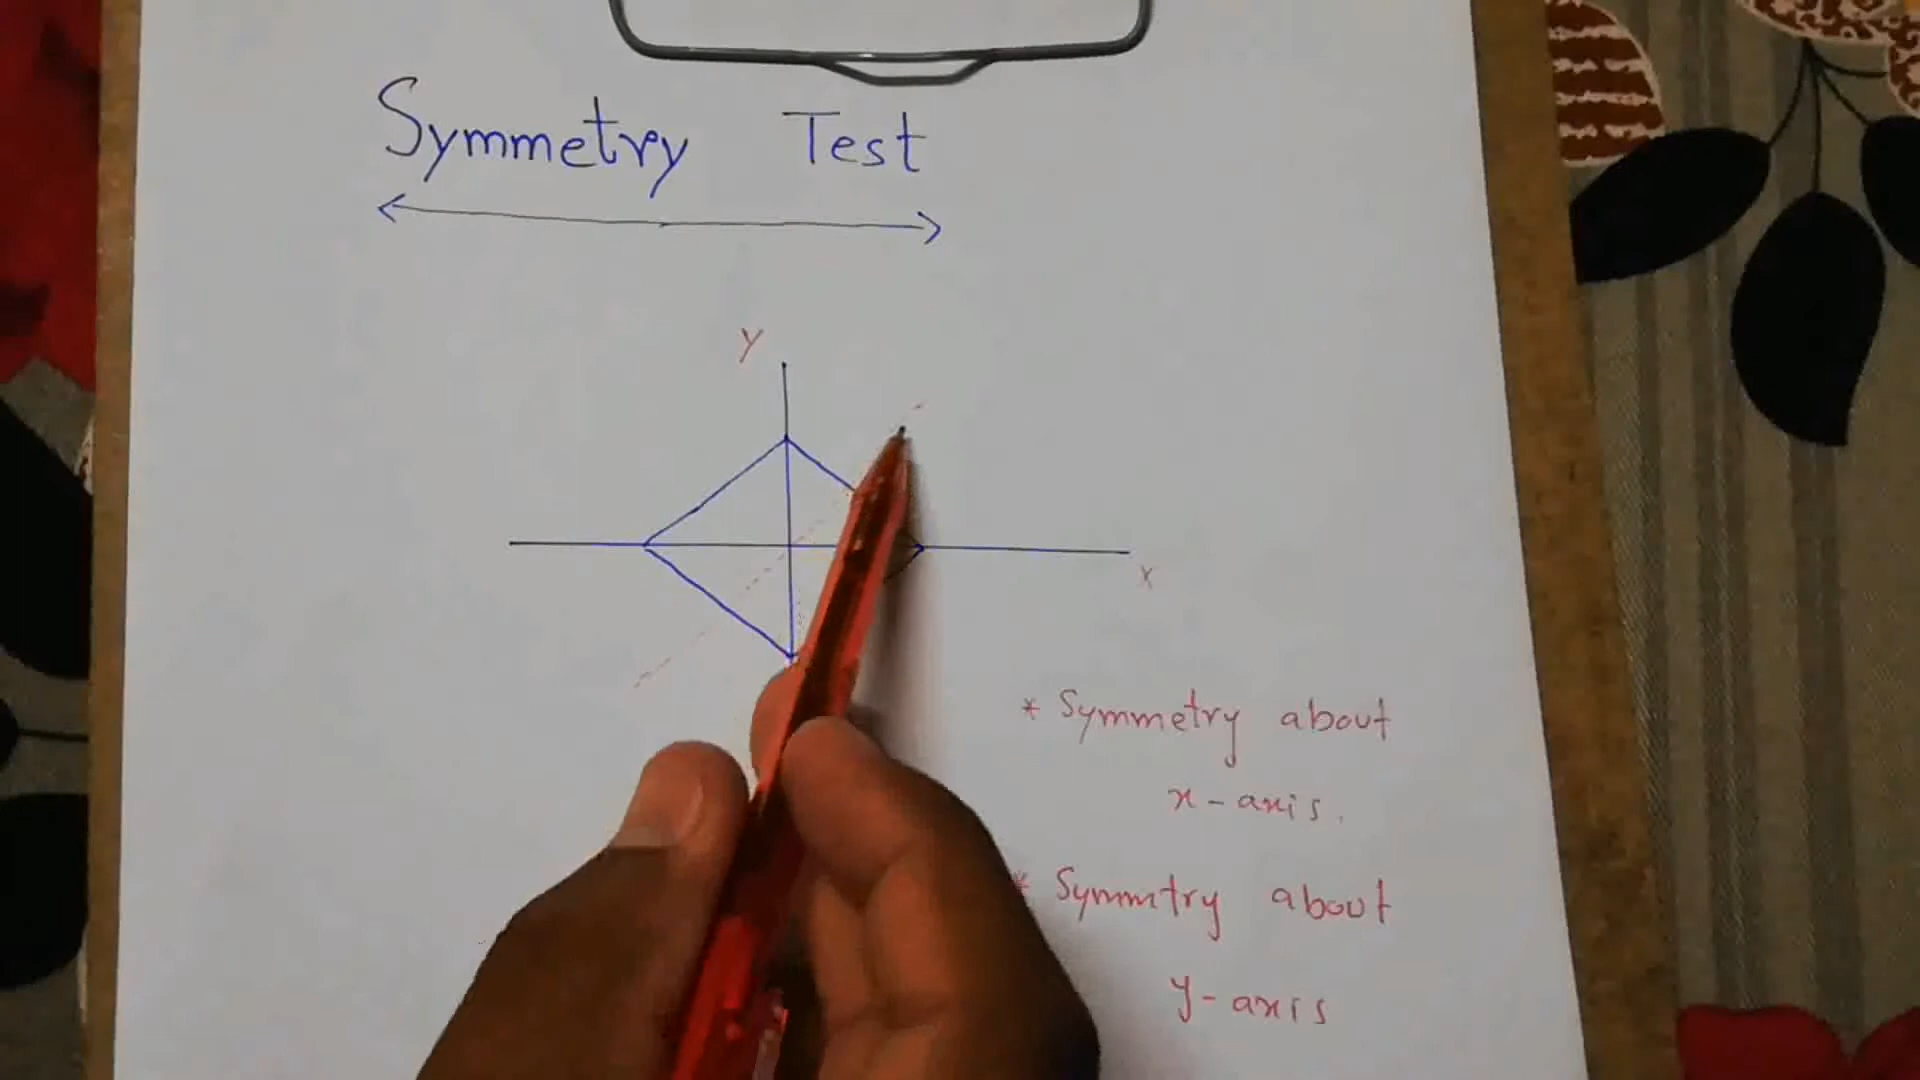 Symmetry Test
y
x
* Symmetry about
x-axis.
* Symmtry about
y-axis